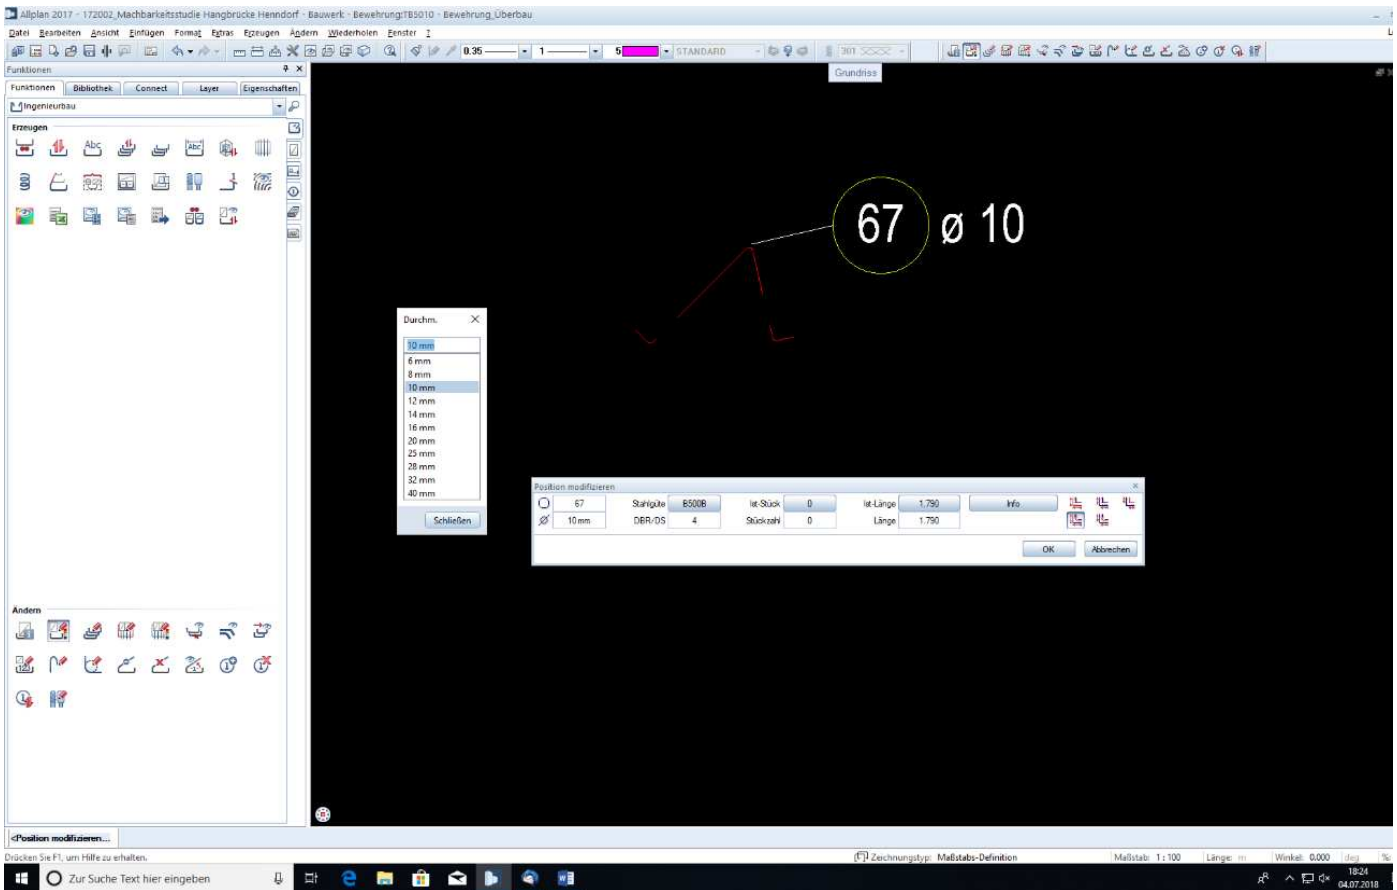 Allplan 2017 - 172002_Machbarkeitsstudie Hangbrücke Henndorf - Bauwerk - Bewehrung:TB5010 - Bewehrung_Überbau
Datei Bearbeiten Ansicht Einfügen Format Extras Erzeugen Ändern Wiederholen Fenster ?
0.35 1 5 STANDARD 301
Funktionen
Grundriss
Funktionen Bibliothek Connect Layer Eigenschaften
Ingenieurbau
Erzeugen
Abc Abc
67 ø 10
Durchm.
10 mm
6 mm
8 mm
10 mm
12 mm
14 mm
16 mm
20 mm
25 mm
28 mm
32 mm
40 mm
Schließen
Position modifizieren
67 Stahlgüte B500B Ist-Stück 0 Ist-Länge 1.790 Info
10 mm DBR/DS 4 Stückzahl 0 Länge 1.790
OK Abbrechen
Ändern
<Position modifizieren...
Drücken Sie F1, um Hilfe zu erhalten. Zeichnungstyp: Maßstabs-Definition Maßstab: 1 : 100 Länge: m Winkel: 0.000 deg %
Zur Suche Text hier eingeben
18:24
04.07.2018